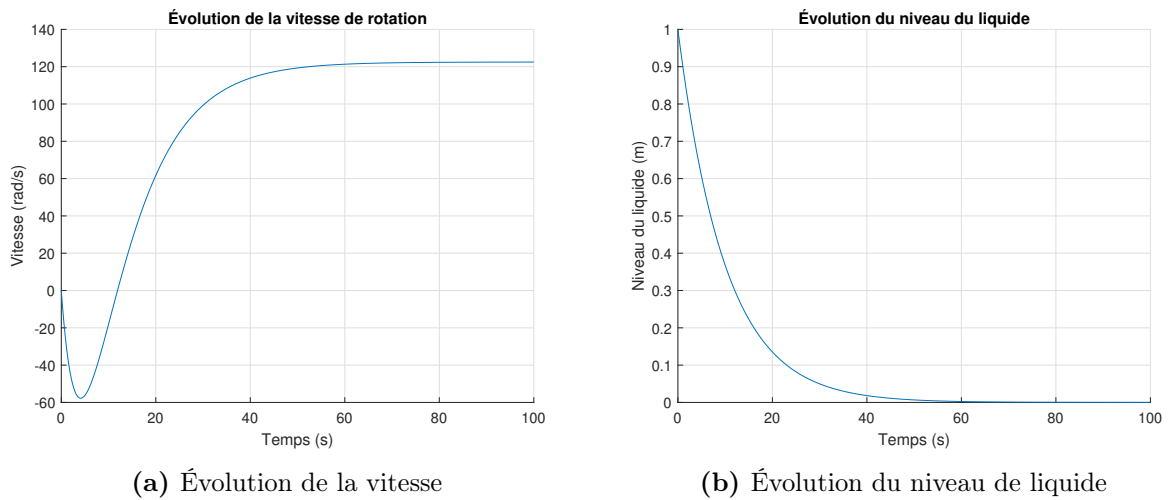 Évolution de la vitesse de rotation
140
120
100
80
60
40
20
0
-20
-40
-60
0 20 40 60 80 100
Vitesse (rad/s)
Temps (s)
(a) Évolution de la vitesse
Évolution du niveau du liquide
1
0.9
0.8
0.7
0.6
0.5
0.4
0.3
0.2
0.1
0
0 20 40 60 80 100
Niveau du liquide (m)
Temps (s)
(b) Évolution du niveau de liquide